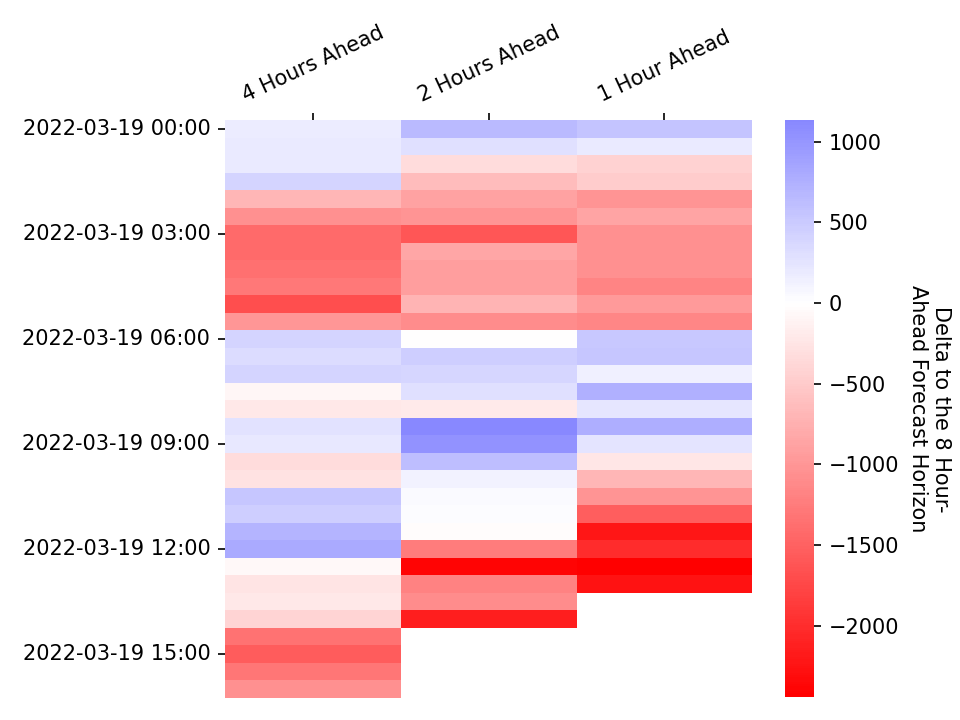 4 Hours Ahead
2 Hours Ahead
1 Hour Ahead
2022-03-19 00:00
2022-03-19 03:00
2022-03-19 06:00
2022-03-19 09:00
2022-03-19 12:00
2022-03-19 15:00
1000
500
0
−500
−1000
−1500
−2000
Delta to the 8 Hour-
Ahead Forecast Horizon